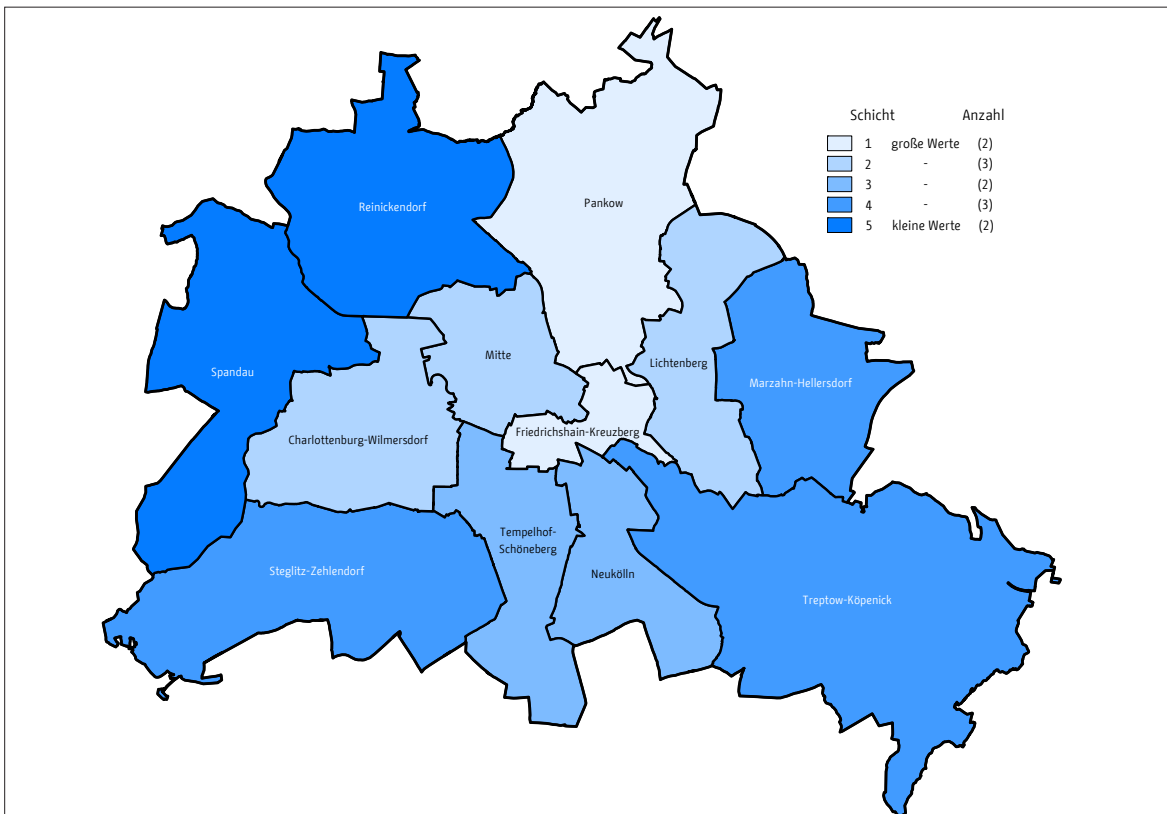 Schicht Anzahl
1 große Werte (2)
2 - (3)
3 - (2)
4 - (3)
5 kleine Werte (2)
Reinickendorf
Pankow
Spandau
Mitte
Lichtenberg
Marzahn-Hellersdorf
Charlottenburg-Wilmersdorf
Friedrichshain-Kreuzberg
Tempelhof-
Schöneberg
Steglitz-Zehlendorf
Neukölln
Treptow-Köpenick